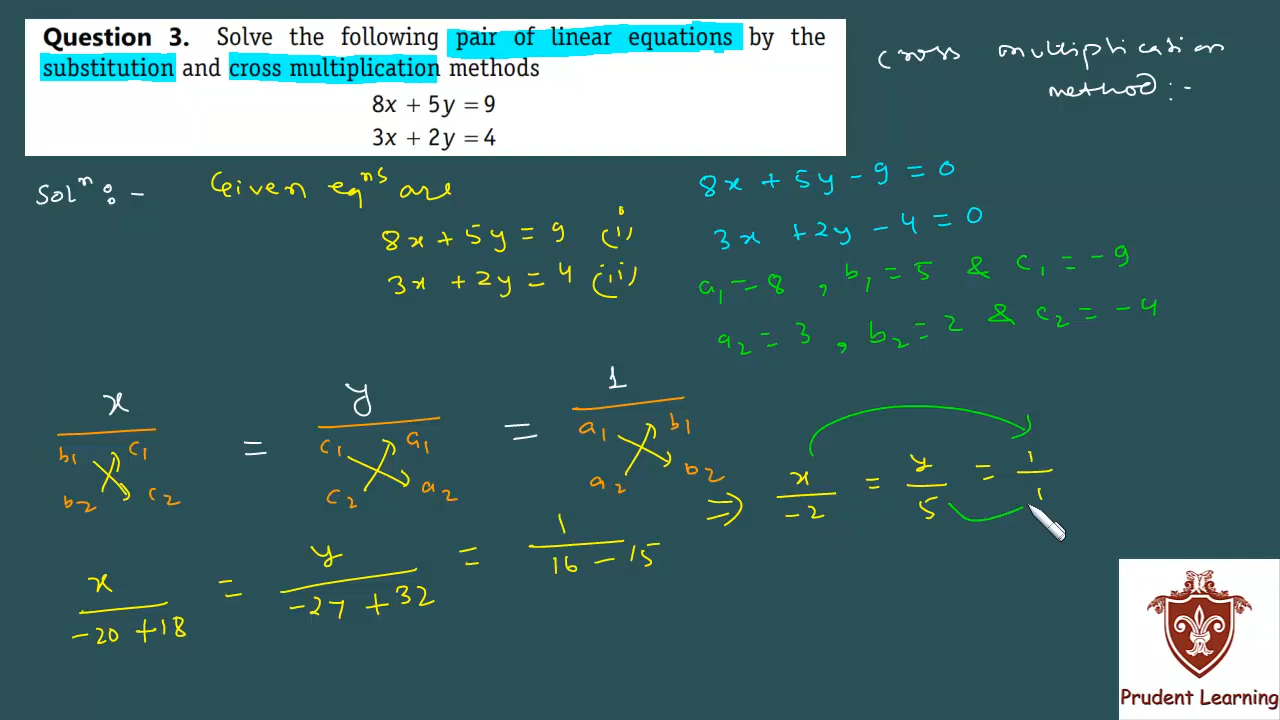 Question 3. Solve the following pair of linear equations by the
substitution and cross multiplication methods
8x + 5y = 9
3x + 2y = 4
cross multiplication
method :-
Solⁿ :- Given eqⁿˢ are
8x + 5y = 9 (i)
3x + 2y = 4 (ii)
8x + 5y - 9 = 0
3x + 2y - 4 = 0
a₁ = 8 , b₁ = 5 & c₁ = -9
a₂ = 3 , b₂ = 2 & c₂ = -4
x = y = 1
b₁ c₁ c₁ a₁ a₁ b₁
b₂ c₂ c₂ a₂ a₂ b₂
x/(-20 + 18) = y/(-27 + 32) = 1/(16 - 15)
⇒ x/-2 = y/5 = 1/1
Prudent Learning